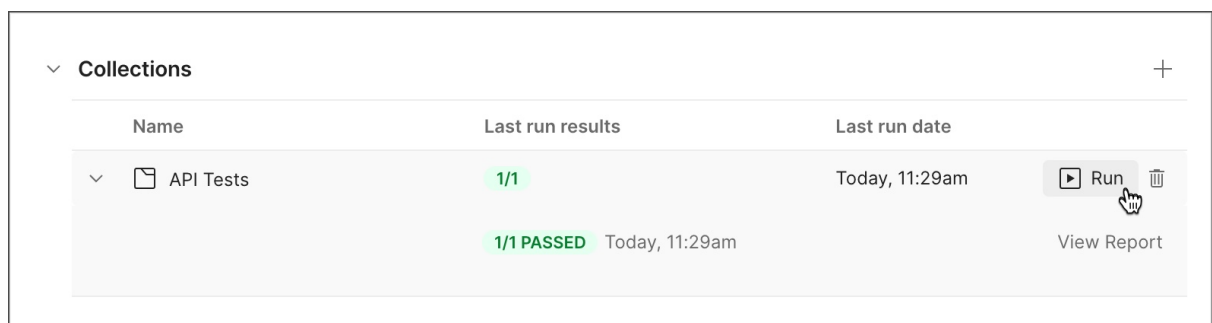 Collections
Name Last run results Last run date
API Tests 1/1 Today, 11:29am Run
1/1 PASSED Today, 11:29am View Report